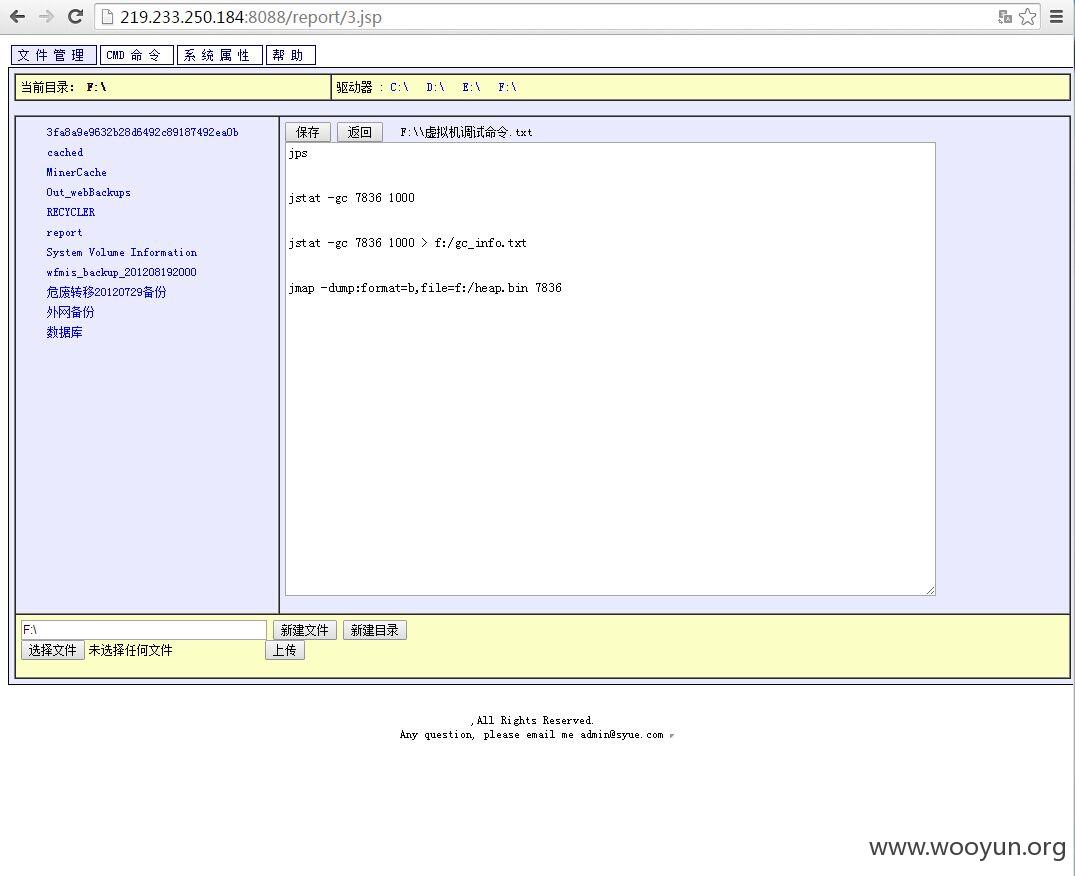 219.233.250.184:8088/report/3.jsp
文件管理 CMD 命令 系统属性 帮助
当前目录: F:\ 驱动器 : C:\ D:\ E:\ F:\
3fa8a9e9632b28d6492c89187492ea0b
cached
MinerCache
Out_webBackups
RECYCLER
report
System Volume Information
wfmis_backup_201208192000
危废转移20120729备份
外网备份
数据库
保存 返回 F:\\虚拟机调试命令.txt
jps
jstat -gc 7836 1000
jstat -gc 7836 1000 > f:/gc_info.txt
jmap -dump:format=b,file=f:/heap.bin 7836
F:\ 新建文件 新建目录
选择文件 未选择任何文件 上传
,All Rights Reserved.
Any question, please email me admin@syue.com
www.wooyun.org